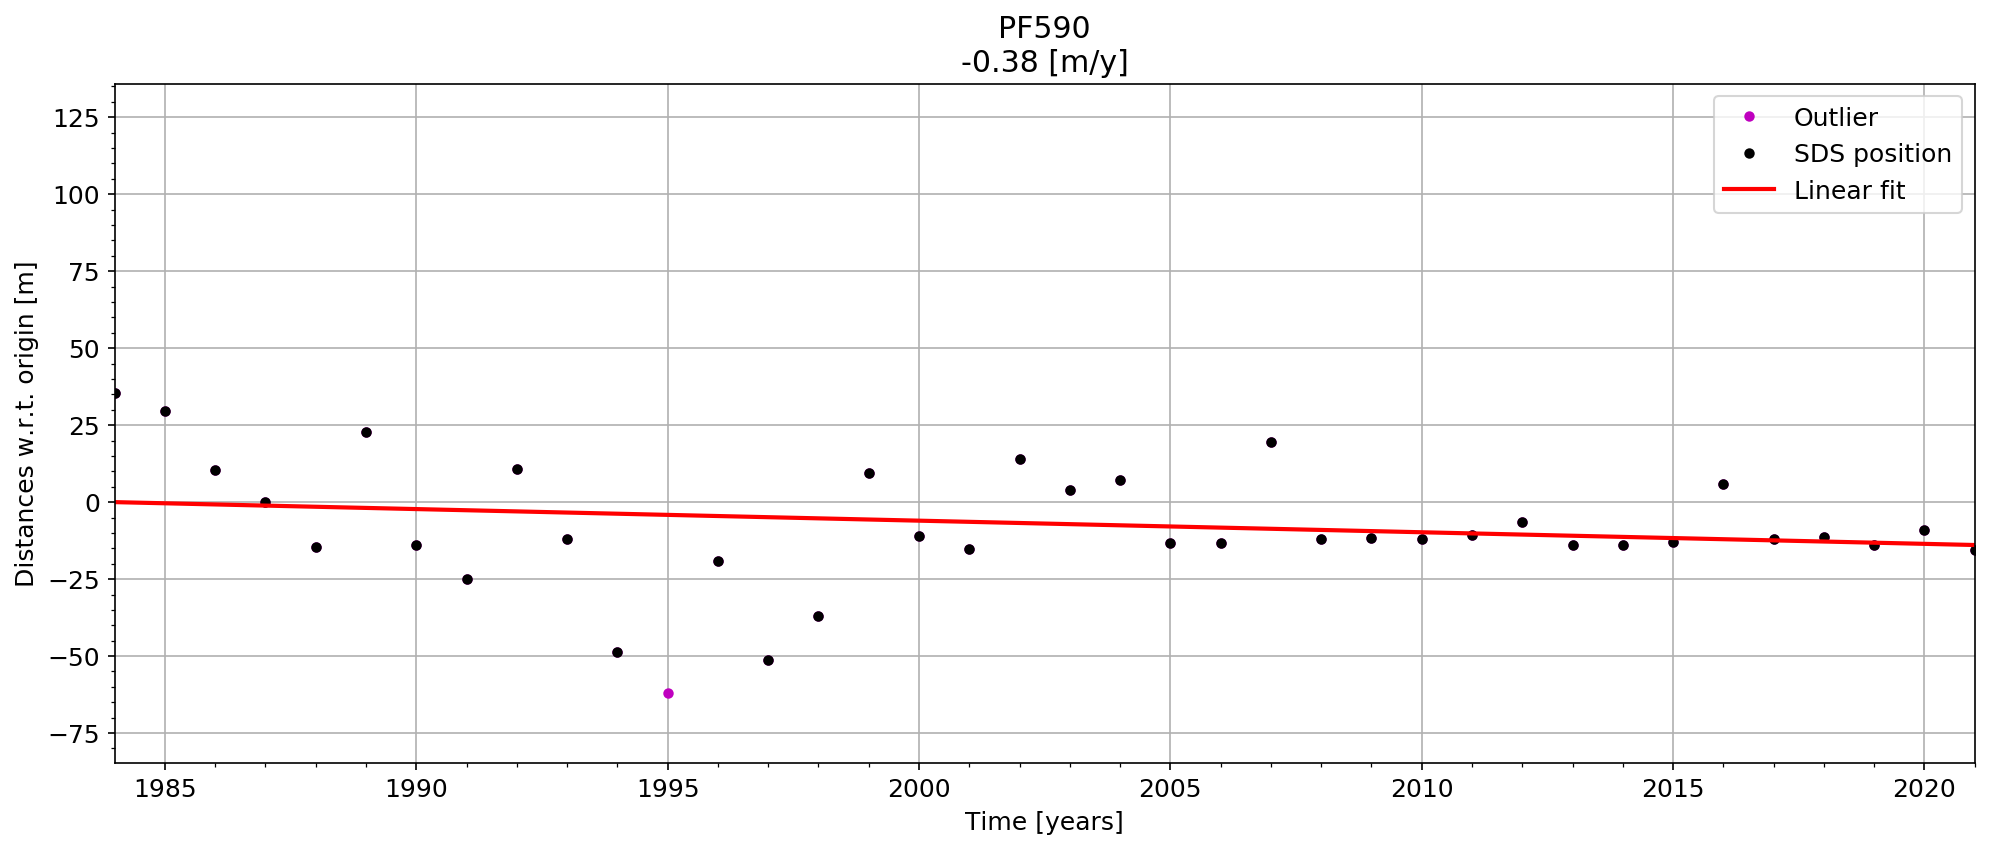 PF590
-0.38 [m/y]
Outlier
SDS position
Linear fit
Distances w.r.t. origin [m]
125
100
75
50
25
0
−25
−50
−75
1985 1990 1995 2000 2005 2010 2015 2020
Time [years]